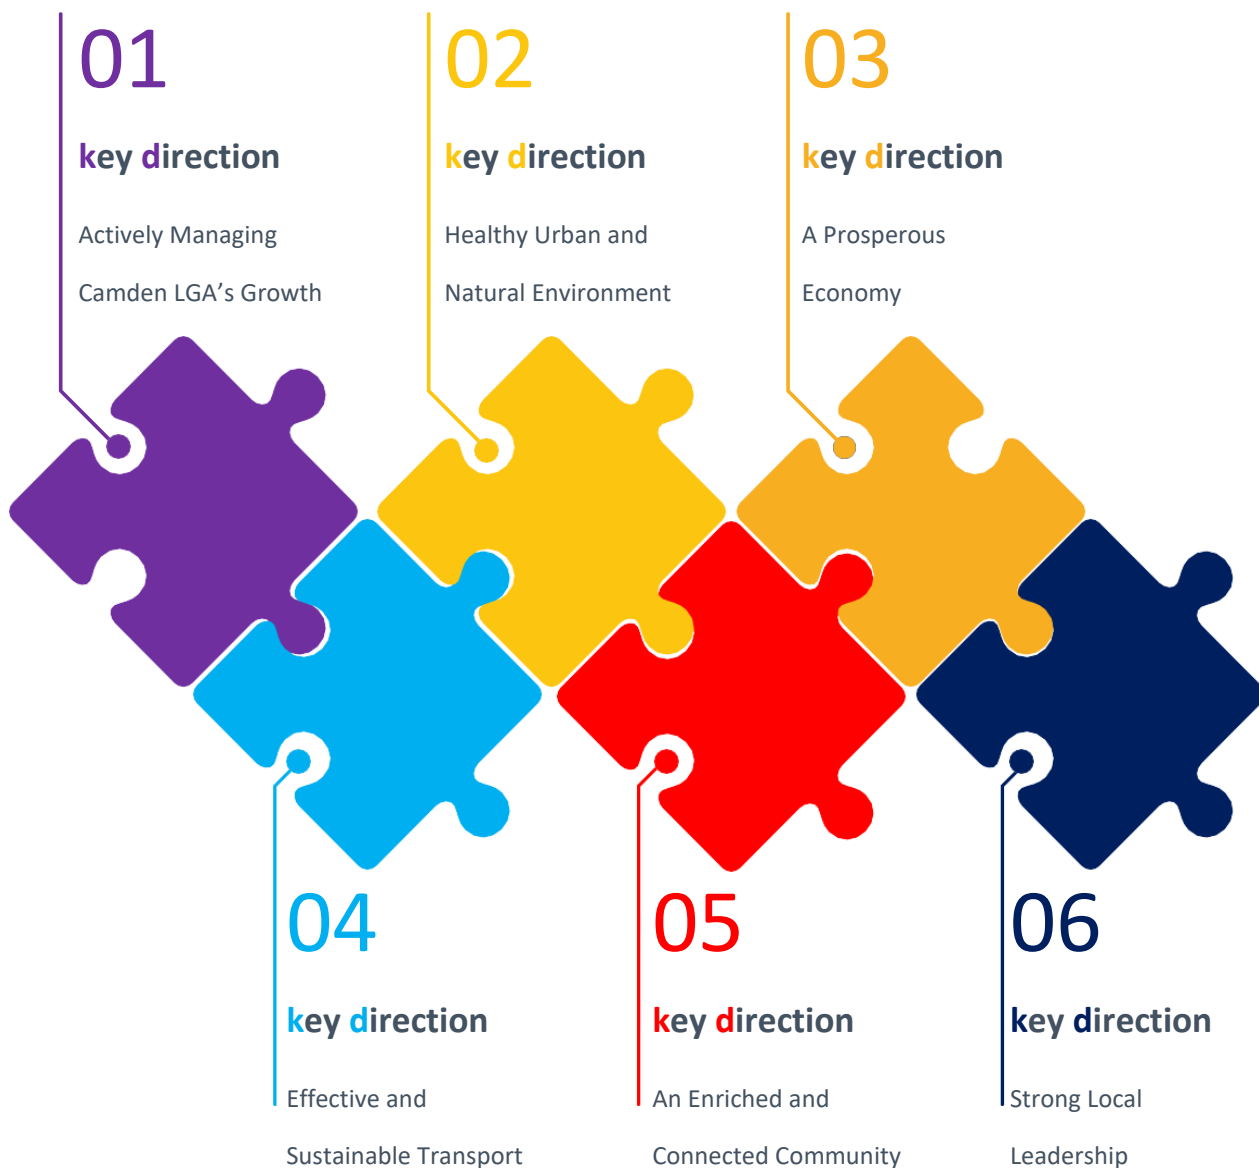 01
key direction
Actively Managing
Camden LGA’s Growth
02
key direction
Healthy Urban and
Natural Environment
03
key direction
A Prosperous
Economy
04
key direction
Effective and
Sustainable Transport
05
key direction
An Enriched and
Connected Community
06
key direction
Strong Local
Leadership